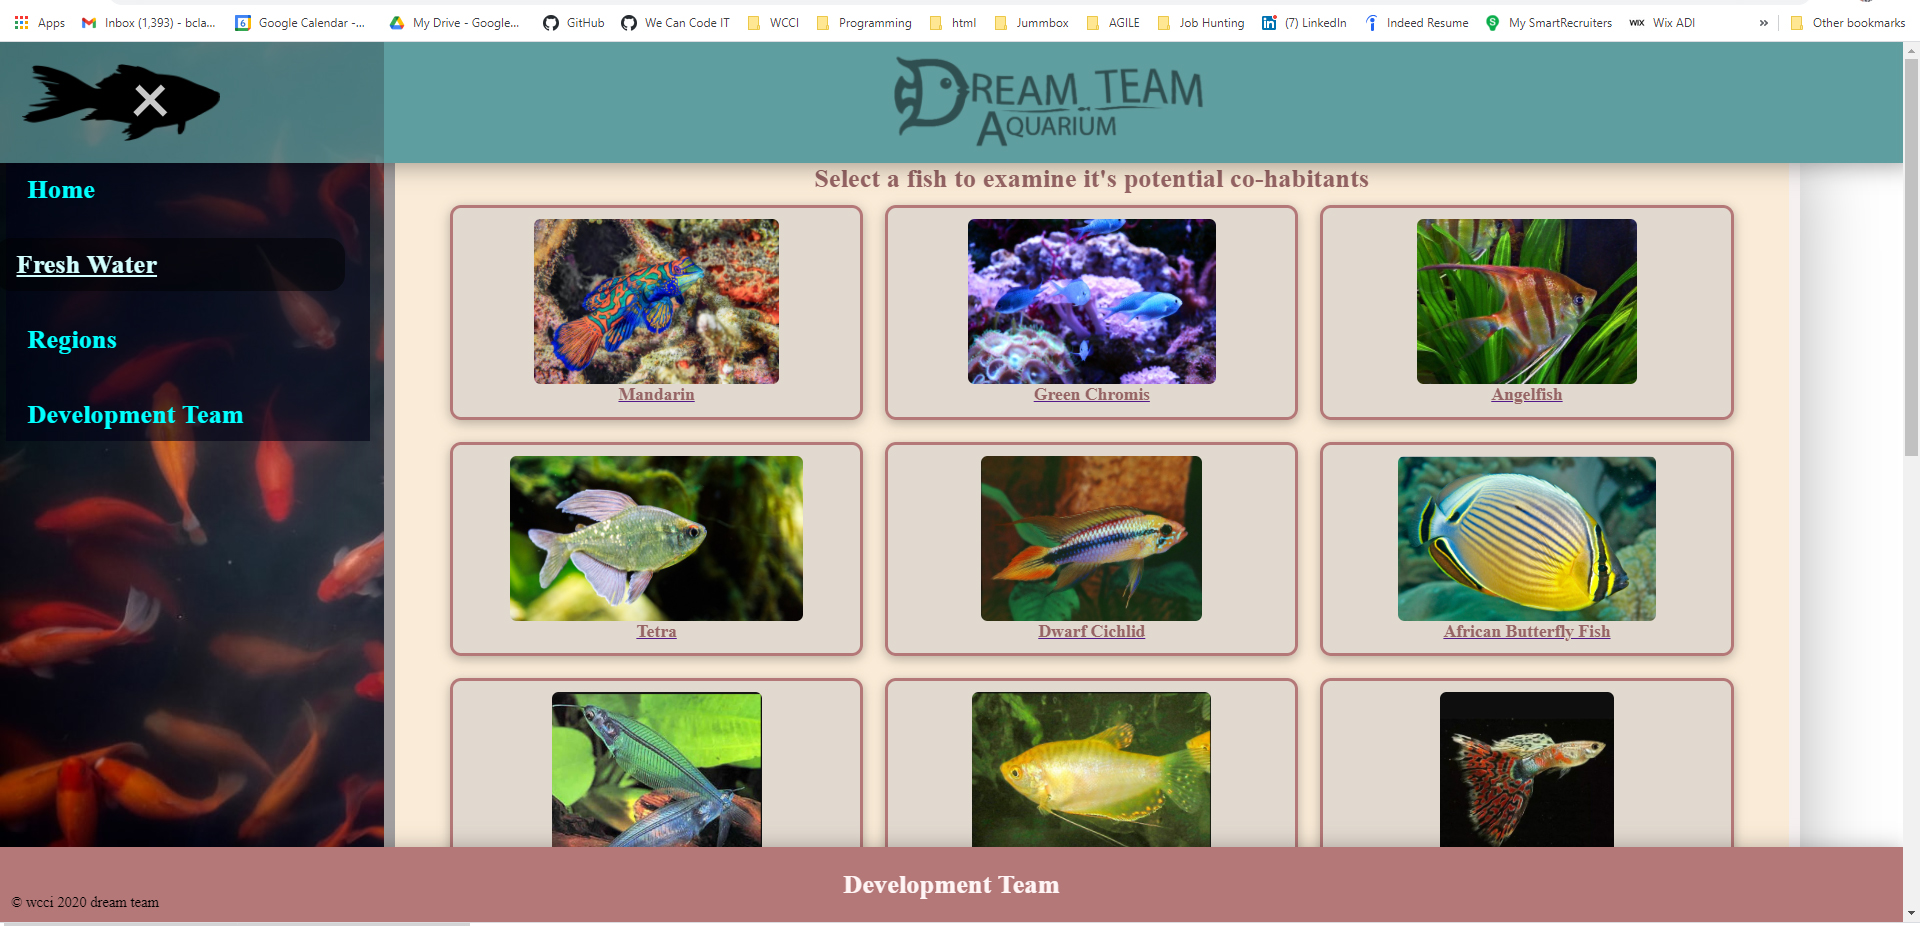 Apps Inbox (1,393) - bcla... 6 Google Calendar -... My Drive - Google... GitHub We Can Code IT WCCI Programming html Jummbox AGILE Job Hunting in (7) LinkedIn Indeed Resume S My SmartRecruiters WIX Wix ADI » Other bookmarks
DREAM TEAM
AQUARIUM
Home
Fresh Water
Regions
Development Team
Select a fish to examine it's potential co-habitants
Mandarin Green Chromis Angelfish
Tetra Dwarf Cichlid African Butterfly Fish
Development Team
© wcci 2020 dream team